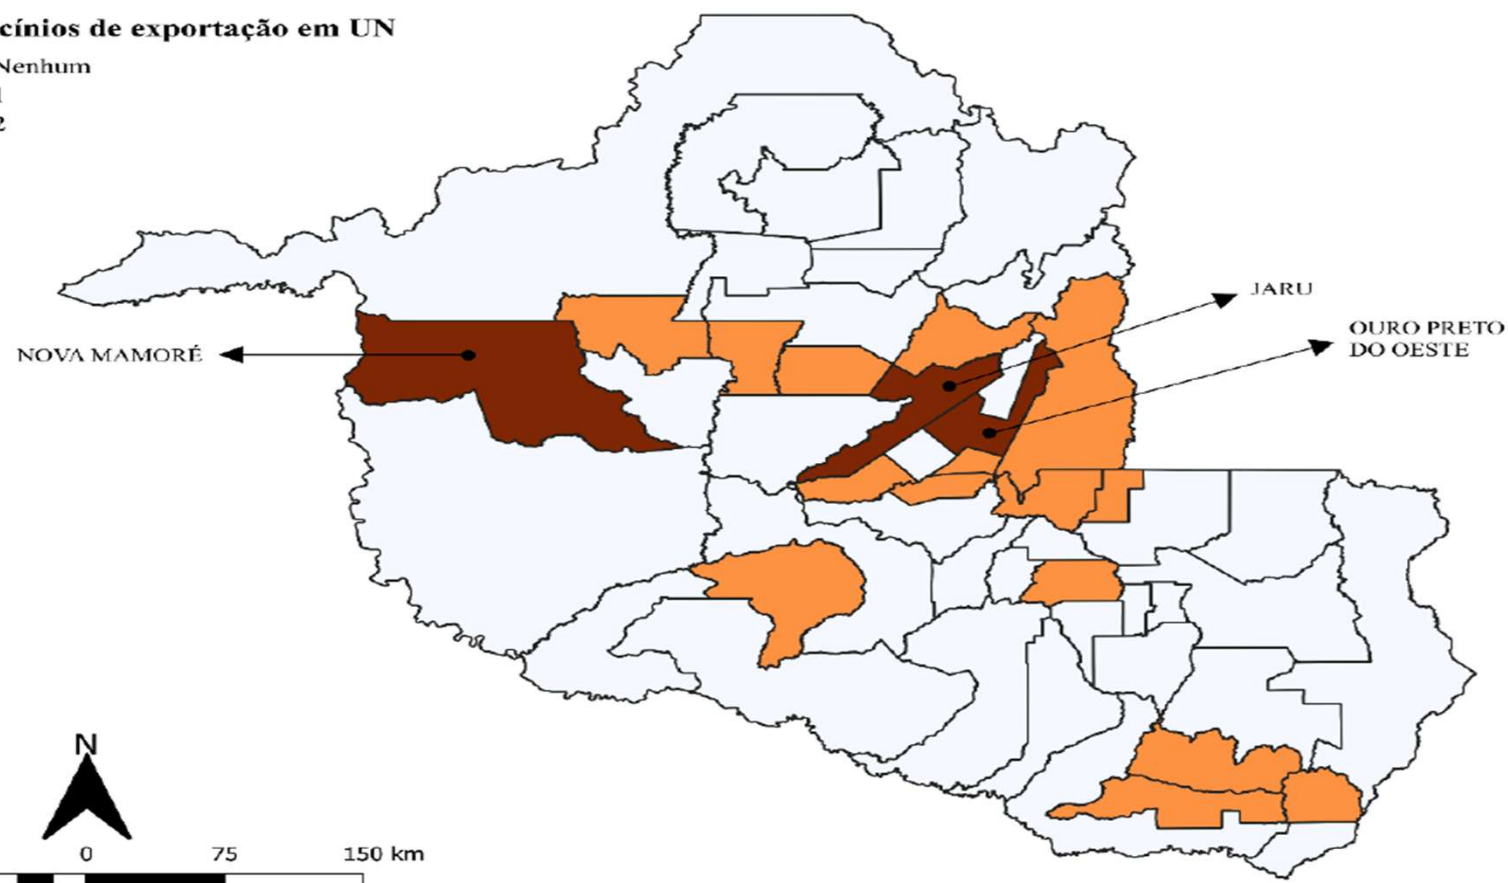 cínios de exportação em UN
Nenhum
1
2
JARU
OURO PRETO
DO OESTE
NOVA MAMORÉ
N
0 75 150 km